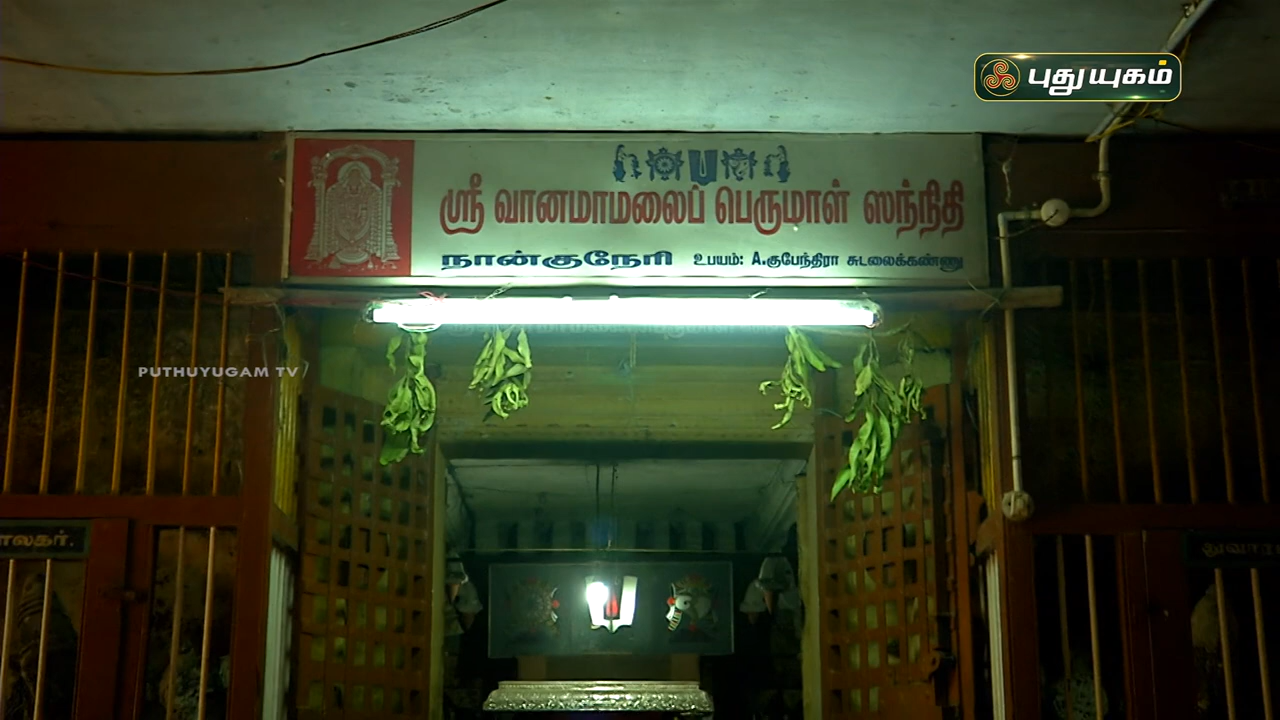 புதுயுகம்
ஸ்ரீ வானமாமலைப் பெருமாள் ஸந்நிதி
நான்குநேரி உபயம்: A.குபேந்திரா சுடலைக்கண்ணு
PUTHUYUGAM TV